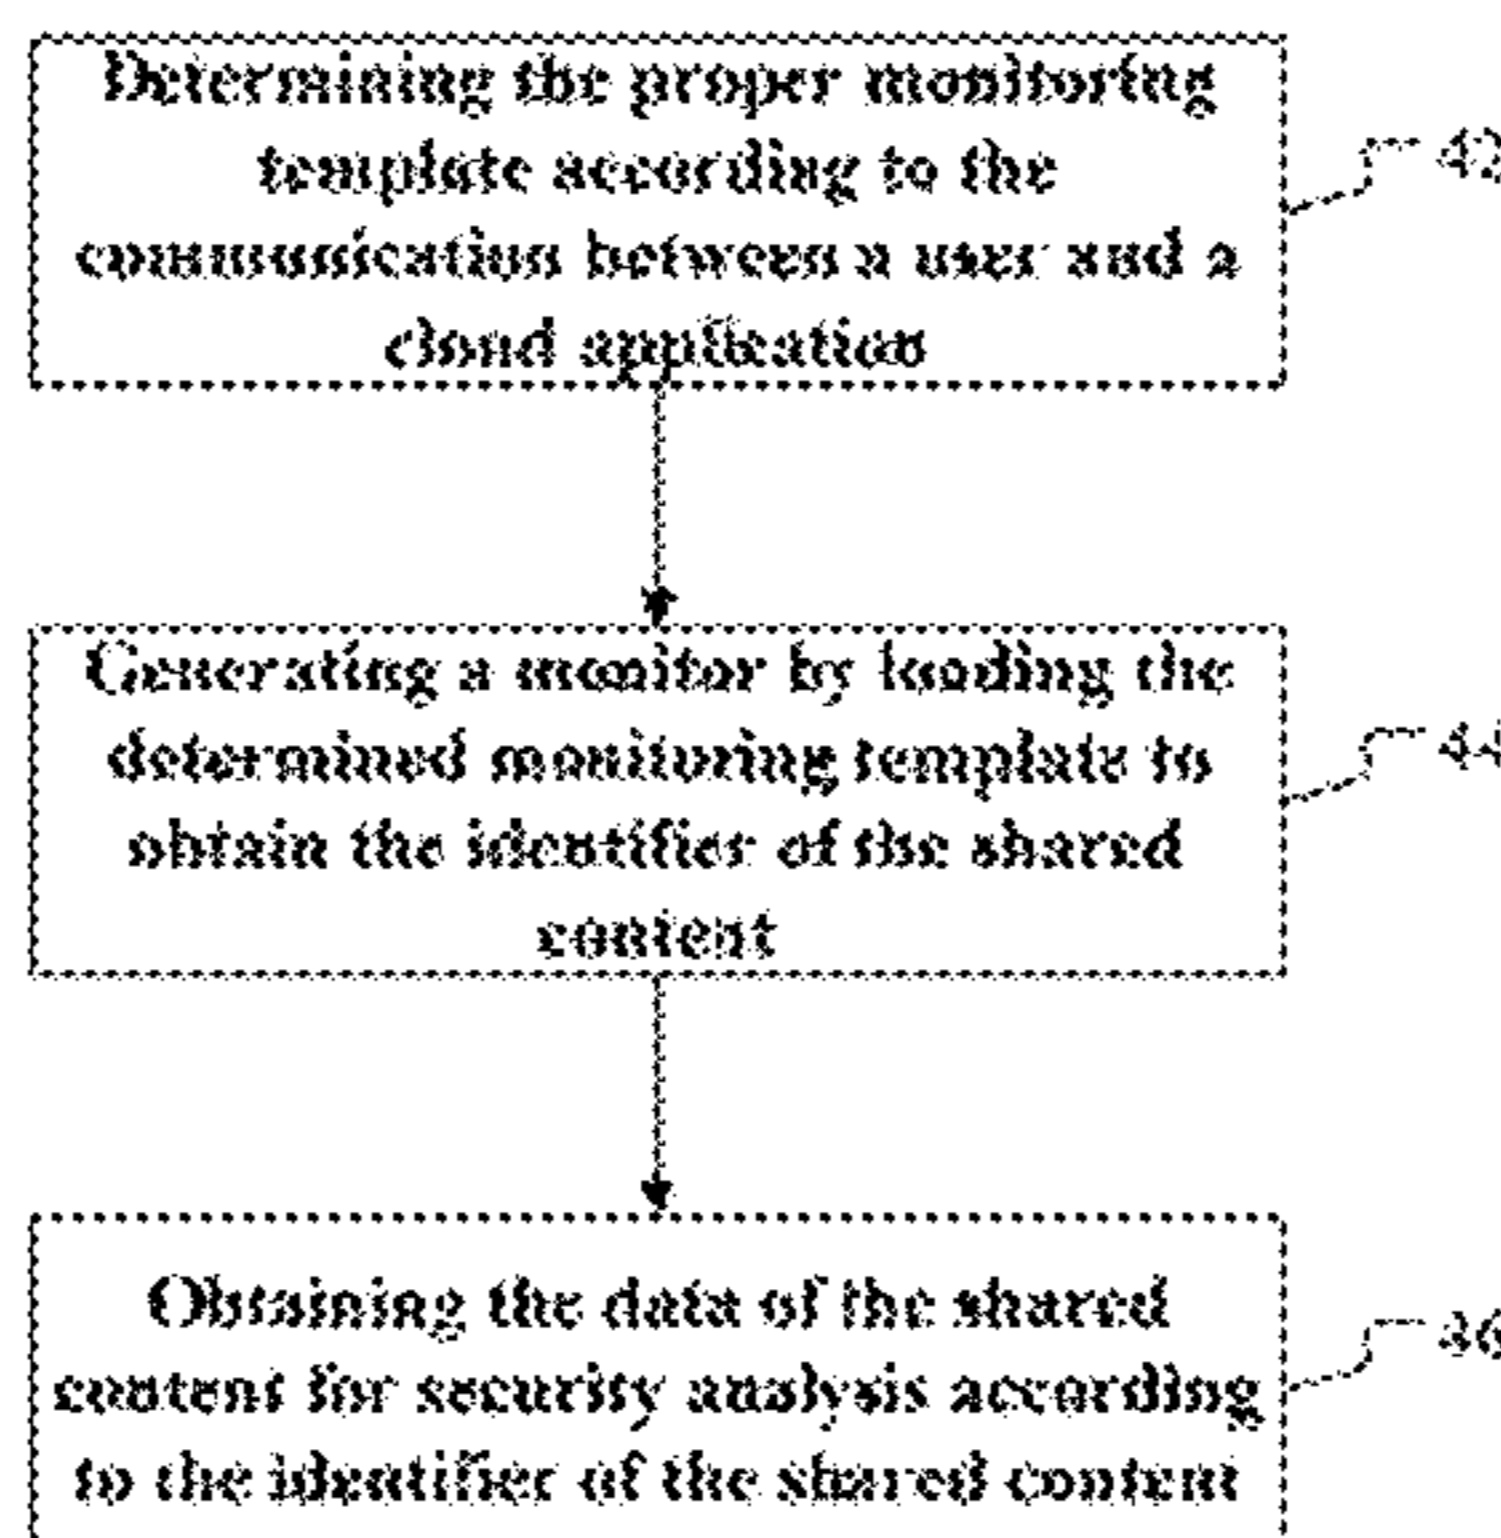 Determining the proper monitoring
template according to the
communication between a user and a
cloud application
42
Generating a monitor by loading the
determined monitoring template to
obtain the identifier of the shared
content
44
Obtaining the data of the shared
content for security analysis according
to the identifier of the shared content